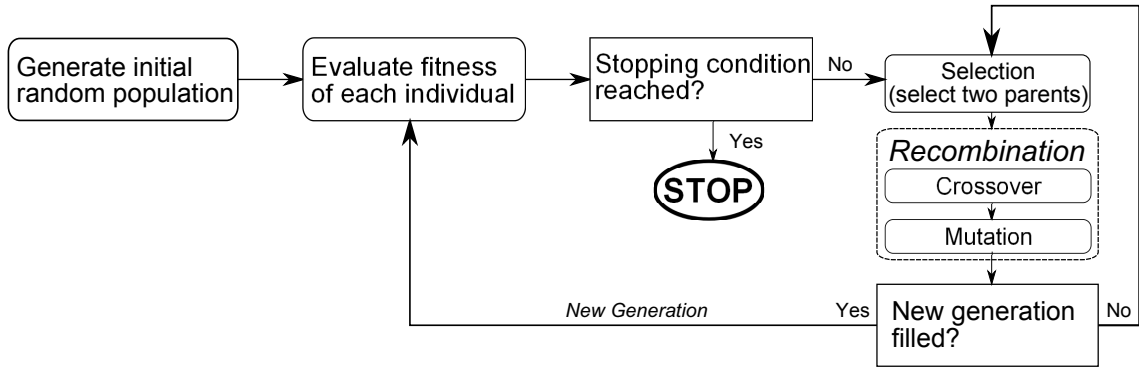 Generate initial
random population
Evaluate fitness
of each individual
Stopping condition
reached?
No
Yes
STOP
Selection
(select two parents)
Recombination
Crossover
Mutation
New generation
filled?
No
Yes
New Generation